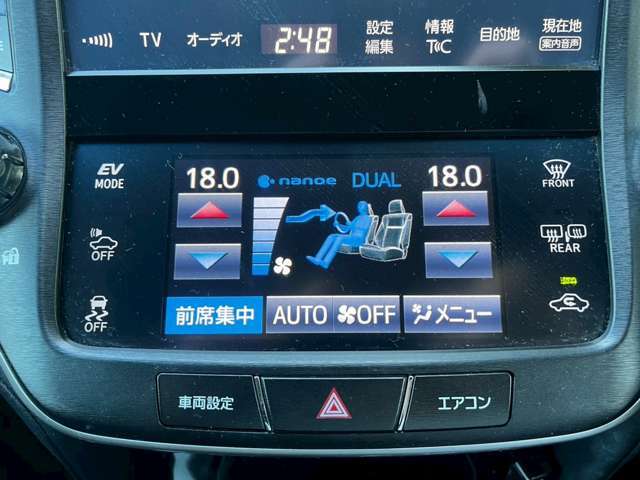 TV オーディオ 2:48 設定編集 情報T©C 目的地 現在地 案内音声
EV MODE
18.0 nanoe DUAL 18.0
FRONT
OFF
REAR
OFF
前席集中 AUTO OFF メニュー
車両設定 エアコン